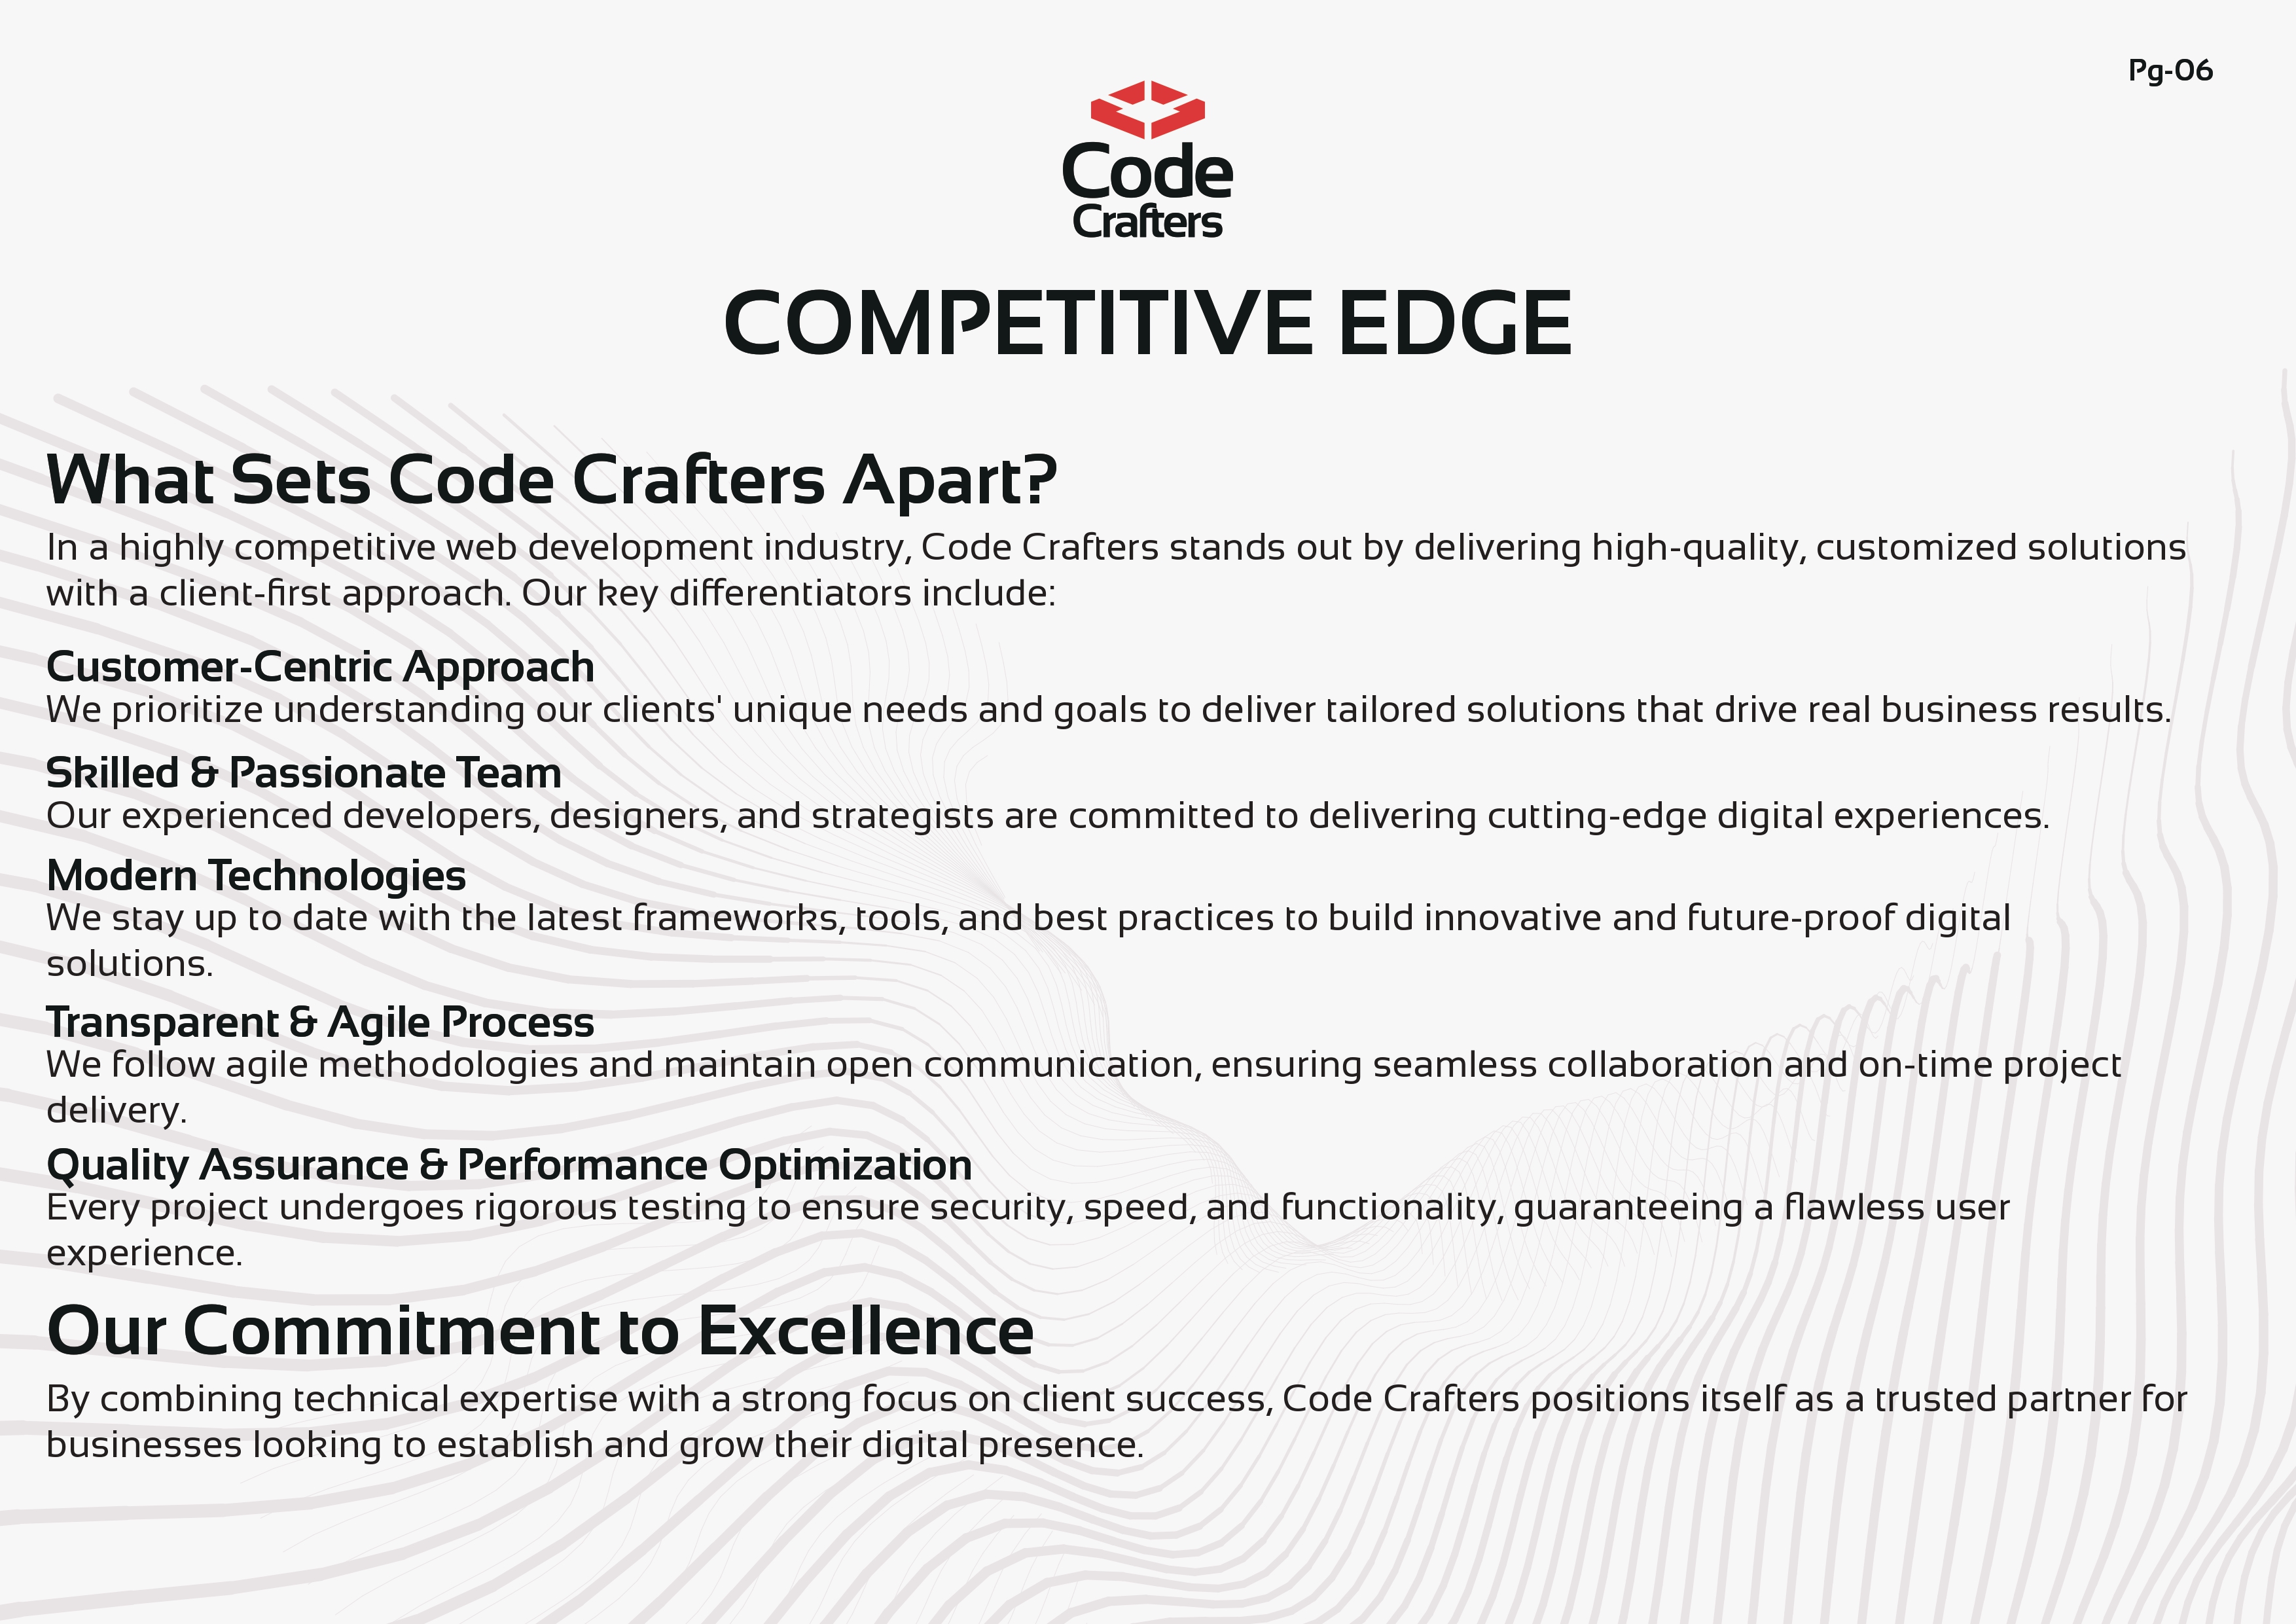 Pg-06
Code
Crafters
COMPETITIVE EDGE
What Sets Code Crafters Apart?
In a highly competitive web development industry, Code Crafters stands out by delivering high-quality, customized solutions
with a client-first approach. Our key differentiators include:
Customer-Centric Approach
We prioritize understanding our clients' unique needs and goals to deliver tailored solutions that drive real business results.
Skilled & Passionate Team
Our experienced developers, designers, and strategists are committed to delivering cutting-edge digital experiences.
Modern Technologies
We stay up to date with the latest frameworks, tools, and best practices to build innovative and future-proof digital
solutions.
Transparent & Agile Process
We follow agile methodologies and maintain open communication, ensuring seamless collaboration and on-time project
delivery.
Quality Assurance & Performance Optimization
Every project undergoes rigorous testing to ensure security, speed, and functionality, guaranteeing a flawless user
experience.
Our Commitment to Excellence
By combining technical expertise with a strong focus on client success, Code Crafters positions itself as a trusted partner for
businesses looking to establish and grow their digital presence.